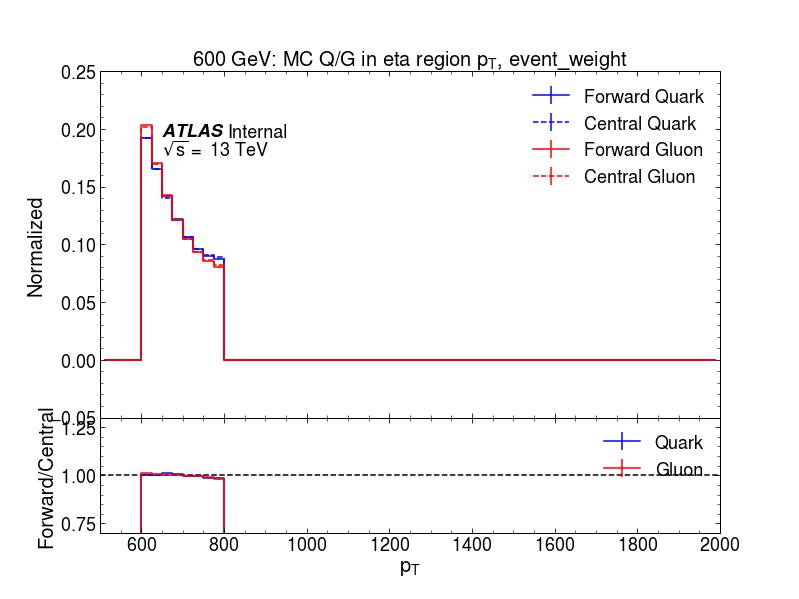 600 GeV: MC Q/G in eta region pT, event_weight
0.25
0.20
0.15
0.10
0.05
0.00
0.05
Normalized
ATLAS Internal
√s = 13 TeV
Forward Quark
Central Quark
Forward Gluon
Central Gluon
1.25
1.00
0.75
Forward/Central
Quark
Gluon
600 800 1000 1200 1400 1600 1800 2000
pT